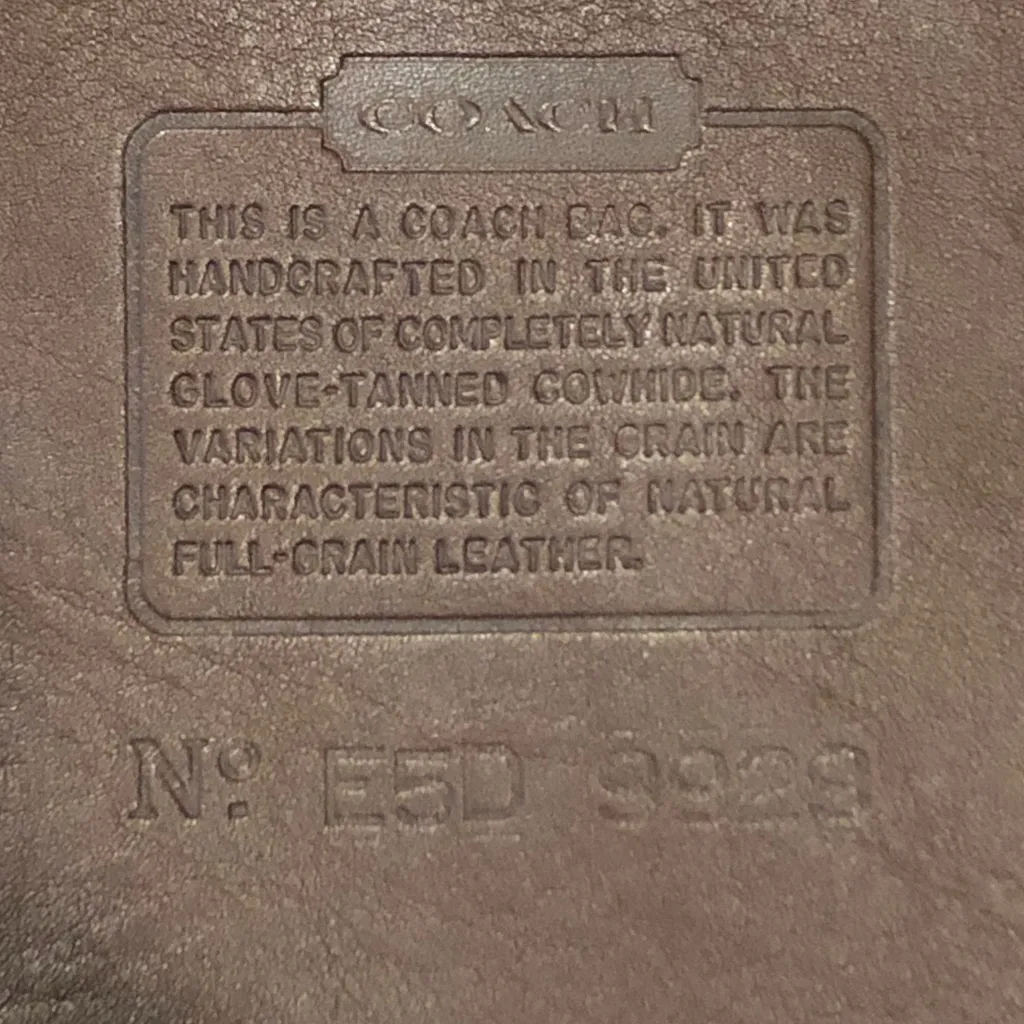 COACH
THIS IS A COACH BAG. IT WAS
HANDCRAFTED IN THE UNITED
STATES OF COMPLETELY NATURAL
GLOVE-TANNED COWHIDE. THE
VARIATIONS IN THE GRAIN ARE
CHARACTERISTIC OF NATURAL
FULL-GRAIN LEATHER.
Nº E5D 9929